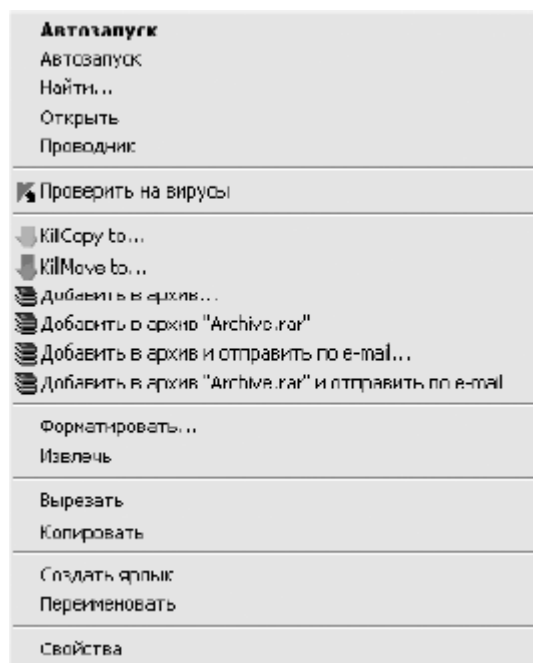 Автозапуск
Автозапуск
Найти...
Открыть
Проводник
Проверить на вирусы
KillCopy to...
KillMove to...
Добавить в архив...
Добавить в архив "Archive.rar"
Добавить в архив и отправить по e-mail...
Добавить в архив "Archive.rar" и отправить по e-mail
Форматировать...
Извлечь
Вырезать
Копировать
Создать ярлык
Переименовать
Свойства